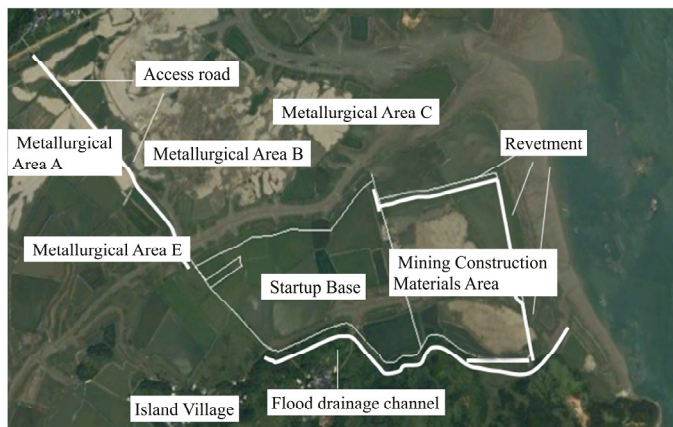 Access road
Metallurgical Area C
Metallurgical
Area A
Metallurgical Area B
Revetment
Metallurgical Area E
Startup Base
Mining Construction
Materials Area
Island Village
Flood drainage channel